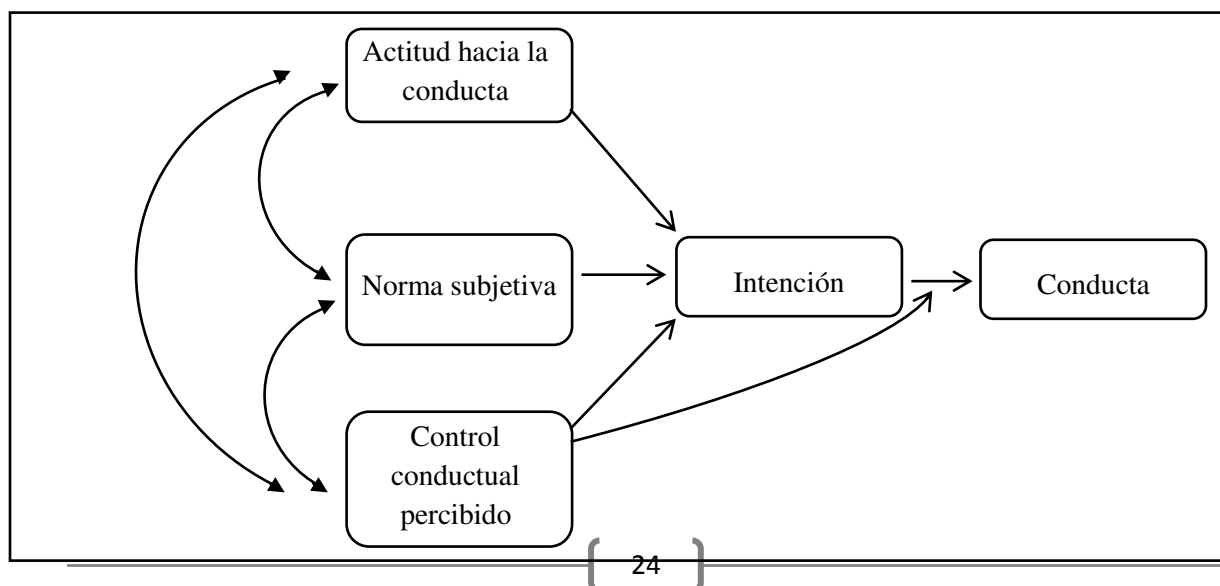 Actitud hacia la
conducta
Norma subjetiva
Intención
Conducta
Control
conductual
percibido
24